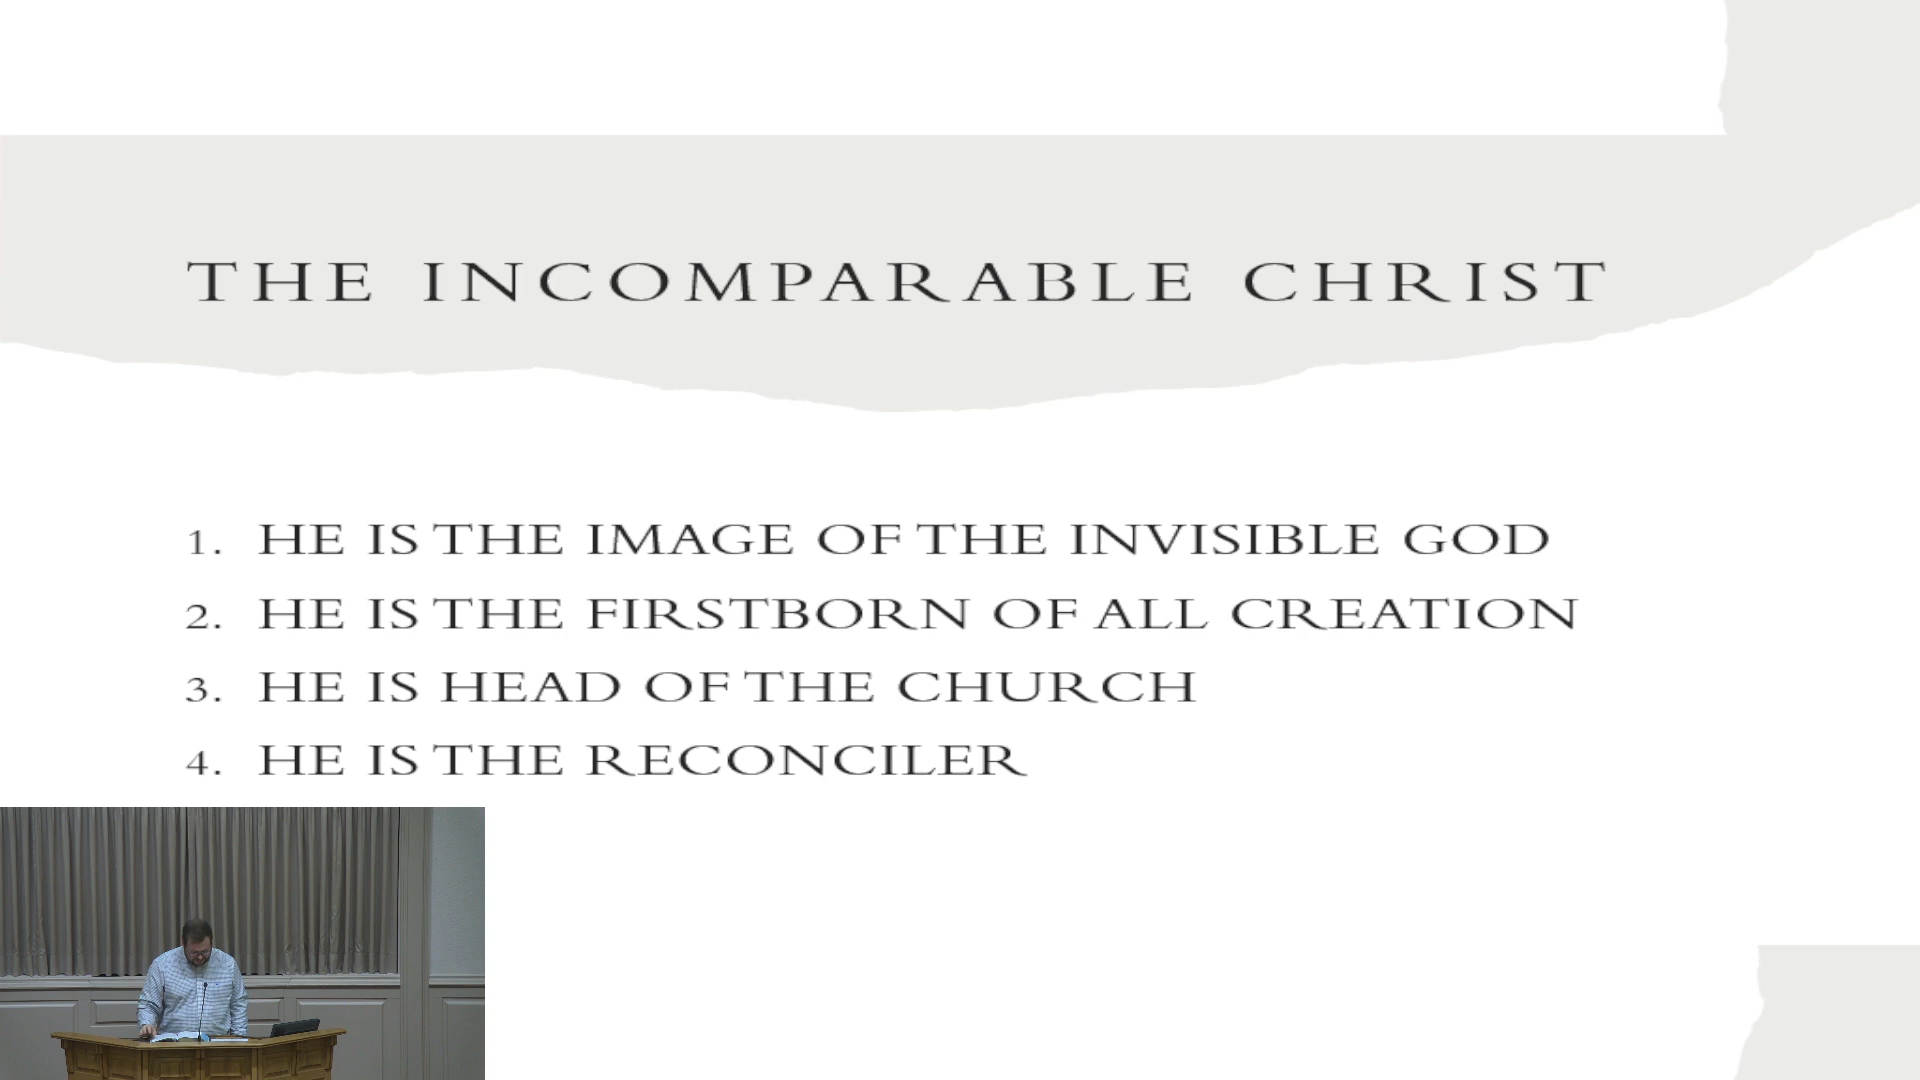 THE INCOMPARABLE CHRIST
1. HE IS THE IMAGE OF THE INVISIBLE GOD
2. HE IS THE FIRSTBORN OF ALL CREATION
3. HE IS HEAD OF THE CHURCH
4. HE IS THE RECONCILER